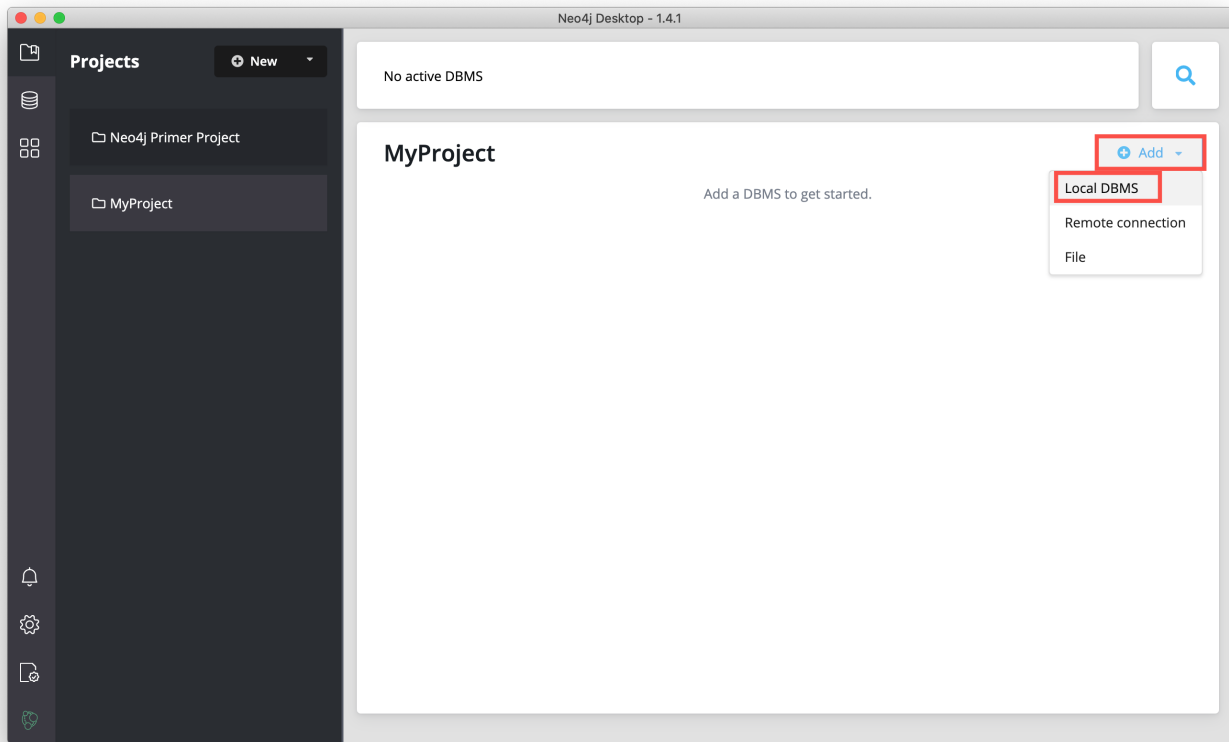 Neo4j Desktop - 1.4.1
Projects
New
Neo4j Primer Project
MyProject
No active DBMS
MyProject
Add
Add a DBMS to get started.
Local DBMS
Remote connection
File